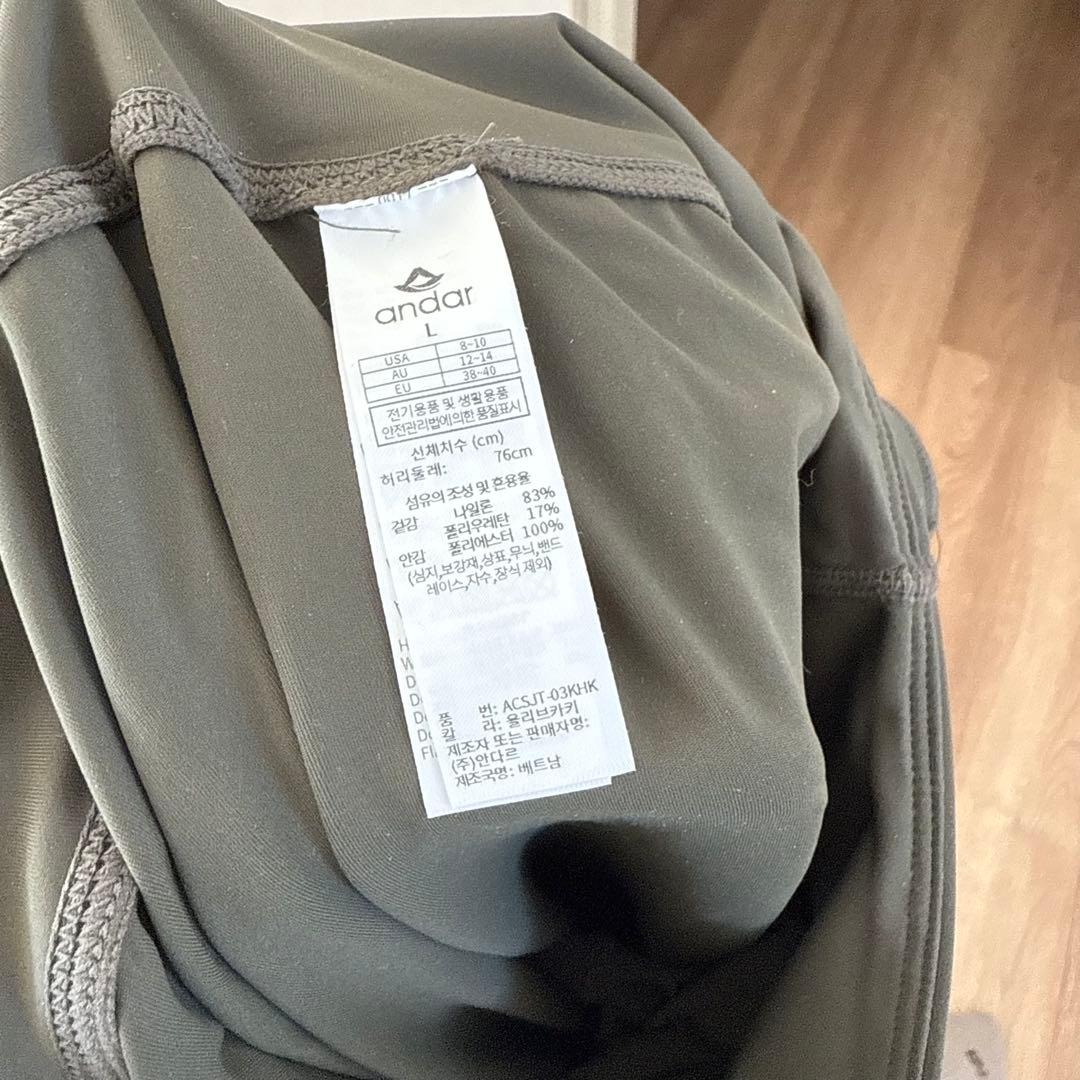 andar
L
USA 8~10
AU 12~14
EU 38~40
전기용품 및 생활용품
안전관리법에의한 품질표시
신체치수 (cm)
허리둘레: 76cm
섬유의 조성 및 혼용율
겉감 나일론 83%
폴리우레탄 17%
안감 폴리에스터 100%
(심지,보강재,상표,무늬,밴드
레이스,자수,장식 제외)
품 번: ACSJT-03KHK
칼 라: 올리브카키
제조자 또는 판매자명:
(주)안다르
제조국명: 베트남